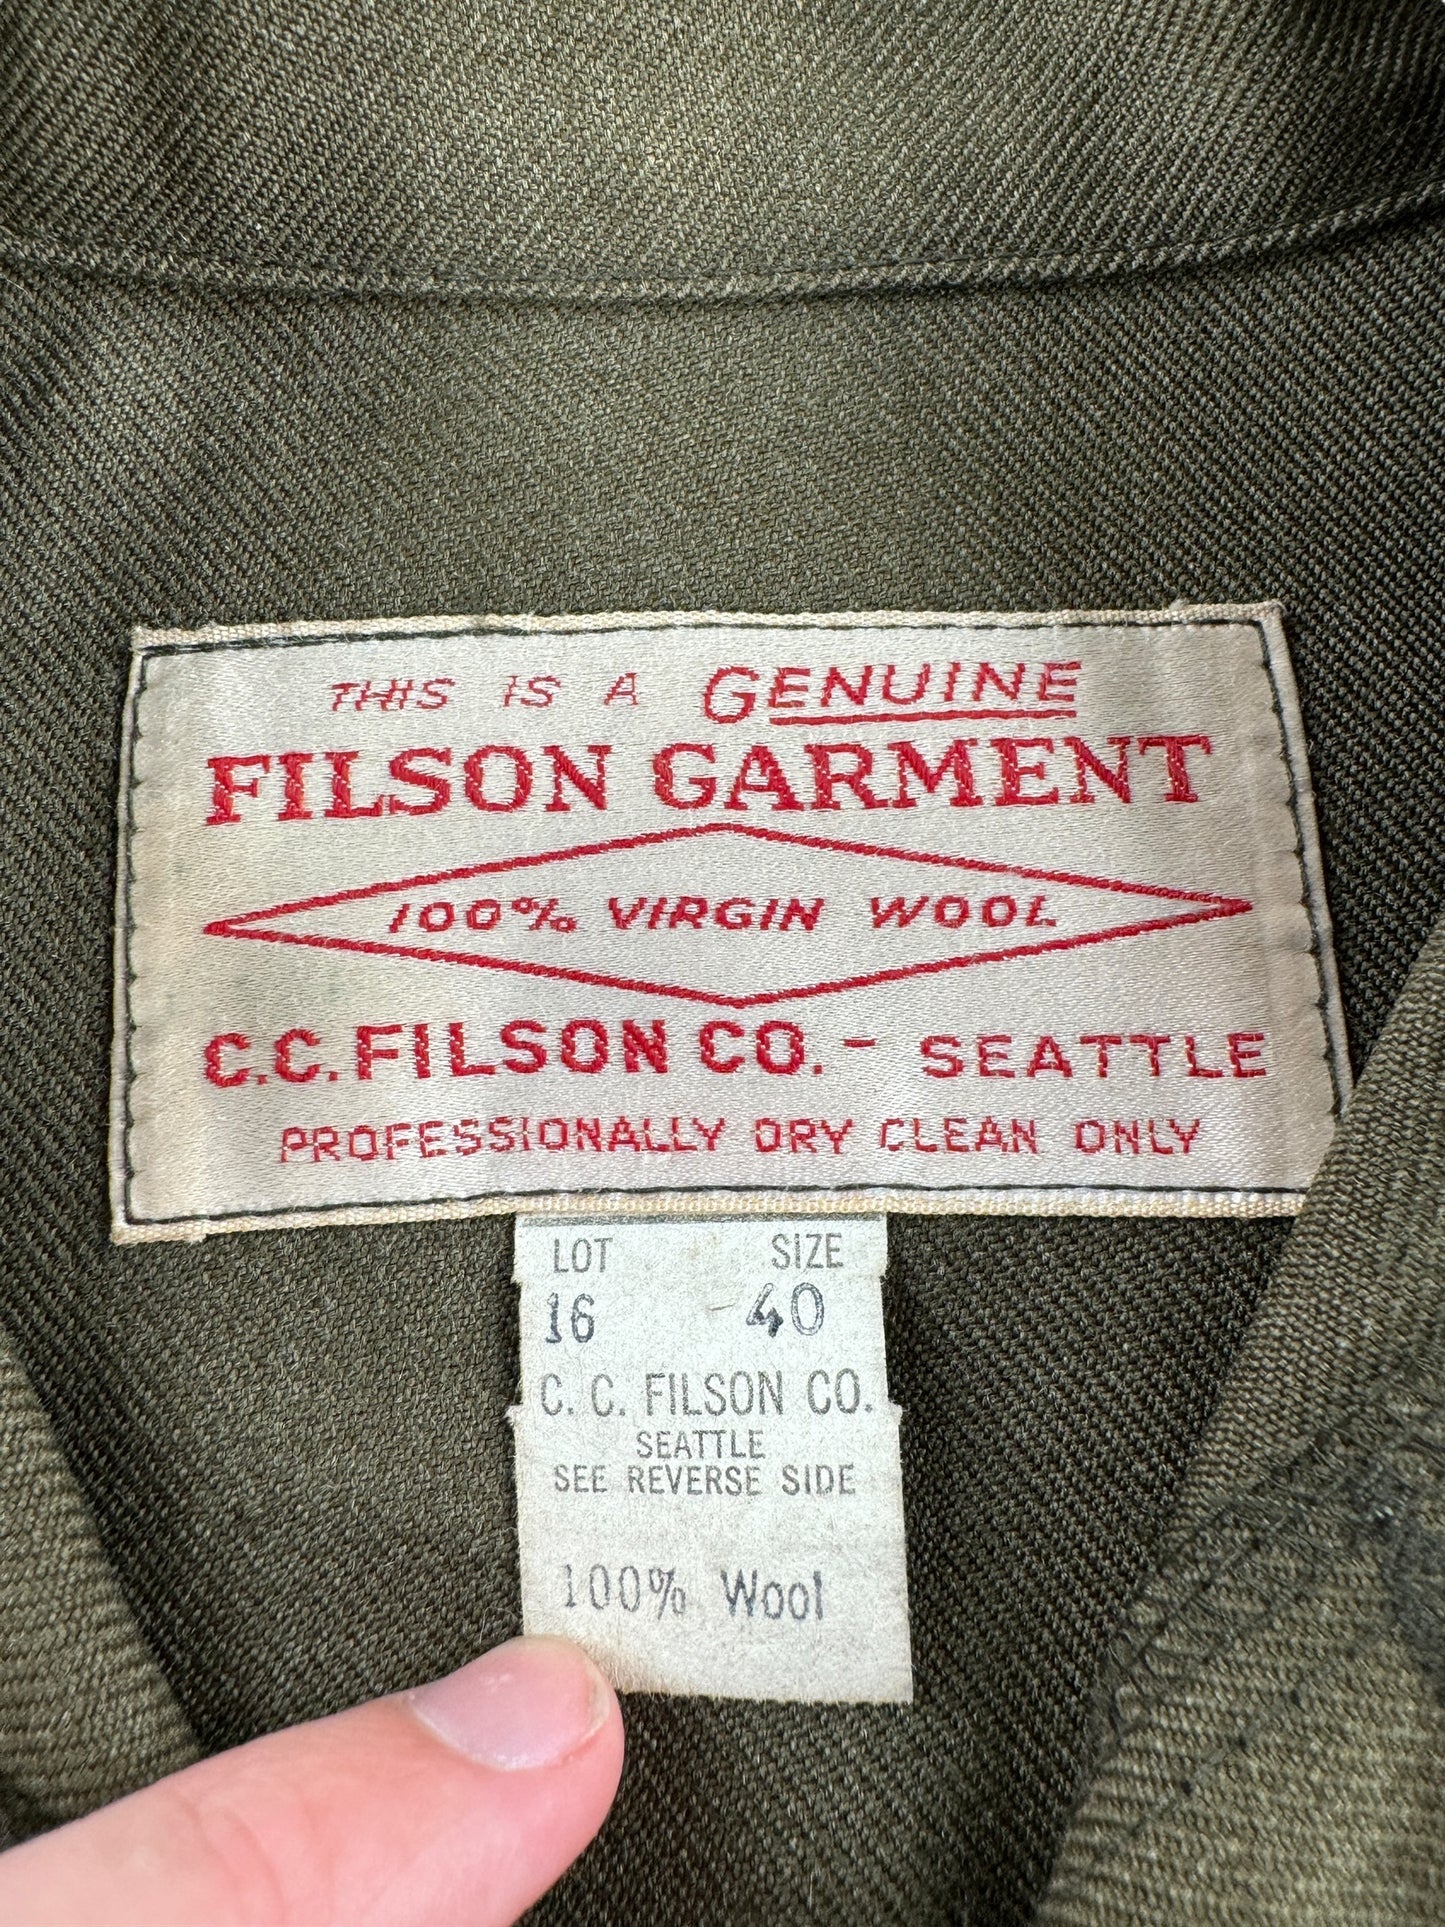 THIS IS A GENUINE
FILSON GARMENT
100% VIRGIN WOOL
C.C. FILSON CO. - SEATTLE
PROFESSIONALLY DRY CLEAN ONLY
LOT SIZE
16 40
C. C. FILSON CO.
SEATTLE
SEE REVERSE SIDE
100% Wool